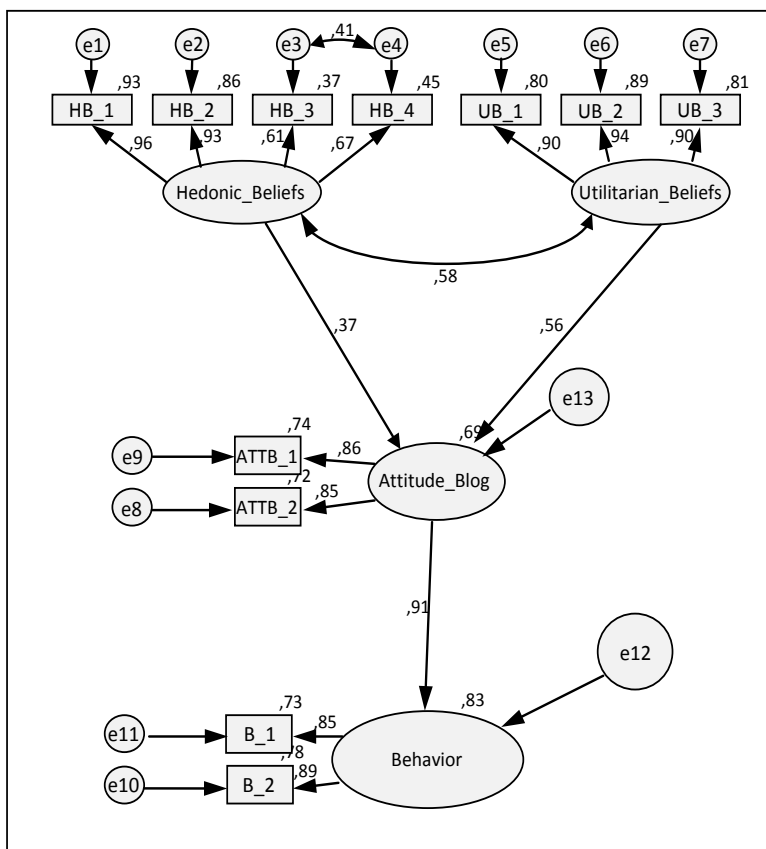 e1 e2 e3 ,41 e4 e5 e6 e7
,93 ,86 ,37 ,45 ,80 ,89 ,81
HB_1 HB_2 HB_3 HB_4 UB_1 UB_2 UB_3
,96 ,93 ,61 ,67 ,90 ,94 ,90
Hedonic_Beliefs Utilitarian_Beliefs
,58
,37 ,56
e13
,74 ,69
e9 ATTB_1 ,86
Attitude_Blog
,72
e8 ATTB_2 ,85
,91
e12
,73 ,83
e11 B_1 ,85
,78 Behavior
e10 B_2 ,89